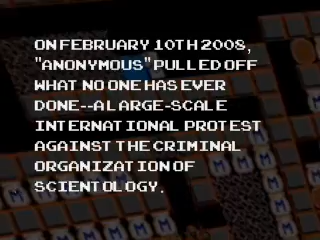 ON FEBRUARY 10TH 2008,
"ANONYMOUS" PULLED OFF
WHAT NO ONE HAS EVER
DONE--A LARGE-SCALE
INTERNATIONAL PROTEST
AGAINST THE CRIMINAL
ORGANIZATION OF
SCIENTOLOGY.